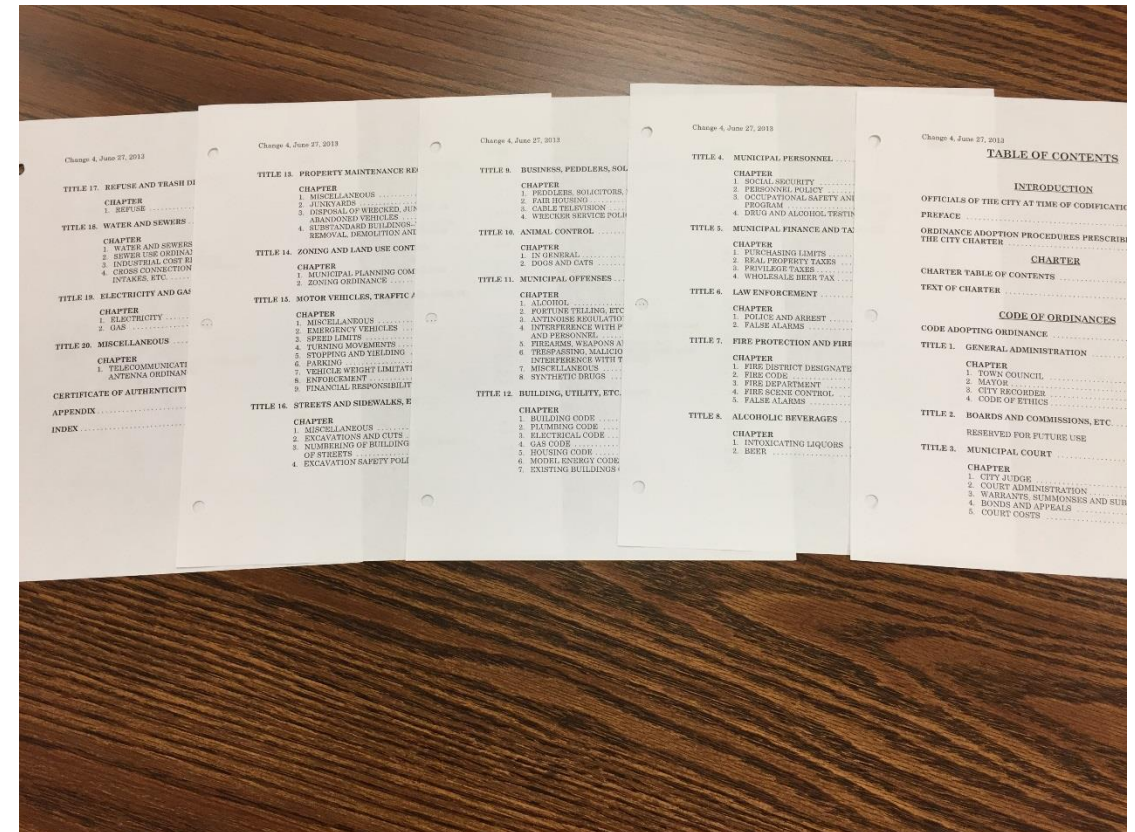 Change 4, June 27, 2013
TITLE 17. REFUSE AND TRASH DI
CHAPTER
1. REFUSE
TITLE 18. WATER AND SEWERS
CHAPTER
1. WATER AND SEWERS
2. SEWER USE ORDINA
3. INDUSTRIAL COST R
4. CROSS CONNECTION
INTAKES, ETC.
TITLE 19. ELECTRICITY AND GAS
CHAPTER
1. ELECTRICITY
2. GAS
TITLE 20. MISCELLANEOUS
CHAPTER
1. TELECOMMUNICATI
ANTENNA ORDINAN
CERTIFICATE OF AUTHENTICITY
APPENDIX
INDEX
Change 4, June 27, 2013
TITLE 13. PROPERTY MAINTENANCE REG
CHAPTER
1. MISCELLANEOUS
2. JUNKYARDS
3. DISPOSAL OF WRECKED, JUN
ABANDONED VEHICLES
4. SUBSTANDARD BUILDINGS--
REMOVAL, DEMOLITION AND
TITLE 14. ZONING AND LAND USE CONT
CHAPTER
1. MUNICIPAL PLANNING COM
2. ZONING ORDINANCE
TITLE 15. MOTOR VEHICLES, TRAFFIC A
CHAPTER
1. MISCELLANEOUS
2. EMERGENCY VEHICLES
3. SPEED LIMITS
4. TURNING MOVEMENTS
5. STOPPING AND YIELDING
6. PARKING
7. VEHICLE WEIGHT LIMITATI
8. ENFORCEMENT
9. FINANCIAL RESPONSIBILIT
TITLE 16. STREETS AND SIDEWALKS, E
CHAPTER
1. MISCELLANEOUS
2. EXCAVATIONS AND CUTS
3. NUMBERING OF BUILDING
OF STREETS
4. EXCAVATION SAFETY POLI
Change 4, June 27, 2013
TITLE 9. BUSINESS, PEDDLERS, SOL
CHAPTER
1. PEDDLERS, SOLICITORS,
2. FAIR HOUSING
3. CABLE TELEVISION
4. WRECKER SERVICE POLI
TITLE 10. ANIMAL CONTROL
CHAPTER
1. IN GENERAL
2. DOGS AND CATS
TITLE 11. MUNICIPAL OFFENSES
CHAPTER
1. ALCOHOL
2. FORTUNE TELLING, ETC
3. ANTINOISE REGULATIO
4. INTERFERENCE WITH P
AND PERSONNEL
5. FIREARMS, WEAPONS A
6. TRESPASSING, MALICIO
INTERFERENCE WITH T
7. MISCELLANEOUS
8. SYNTHETIC DRUGS
TITLE 12. BUILDING, UTILITY, ETC.
CHAPTER
1. BUILDING CODE
2. PLUMBING CODE
3. ELECTRICAL CODE
4. GAS CODE
5. HOUSING CODE
6. MODEL ENERGY CODE
7. EXISTING BUILDINGS
Change 4, June 27, 2013
TITLE 4. MUNICIPAL PERSONNEL
CHAPTER
1. SOCIAL SECURITY
2. PERSONNEL POLICY
3. OCCUPATIONAL SAFETY AND
PROGRAM
4. DRUG AND ALCOHOL TESTIN
TITLE 5. MUNICIPAL FINANCE AND TA
CHAPTER
1. PURCHASING LIMITS
2. REAL PROPERTY TAXES
3. PRIVILEGE TAXES
4. WHOLESALE BEER TAX
TITLE 6. LAW ENFORCEMENT
CHAPTER
1. POLICE AND ARREST
2. FALSE ALARMS
TITLE 7. FIRE PROTECTION AND FIRE
CHAPTER
1. FIRE DISTRICT DESIGNATE
2. FIRE CODE
3. FIRE DEPARTMENT
4. FIRE SCENE CONTROL
5. FALSE ALARMS
TITLE 8. ALCOHOLIC BEVERAGES
CHAPTER
1. INTOXICATING LIQUORS
2. BEER
Change 4, June 27, 2013
TABLE OF CONTENTS
INTRODUCTION
OFFICIALS OF THE CITY AT TIME OF CODIFICATIO
PREFACE
ORDINANCE ADOPTION PROCEDURES PRESCRIB
THE CITY CHARTER
CHARTER
CHARTER TABLE OF CONTENTS
TEXT OF CHARTER
CODE OF ORDINANCES
CODE ADOPTING ORDINANCE
TITLE 1. GENERAL ADMINISTRATION
CHAPTER
1. TOWN COUNCIL
2. MAYOR
3. CITY RECORDER
4. CODE OF ETHICS
TITLE 2. BOARDS AND COMMISSIONS, ETC.
RESERVED FOR FUTURE USE
TITLE 3. MUNICIPAL COURT
CHAPTER
1. CITY JUDGE
2. COURT ADMINISTRATION
3. WARRANTS, SUMMONSES AND SUB
4. BONDS AND APPEALS
5. COURT COSTS